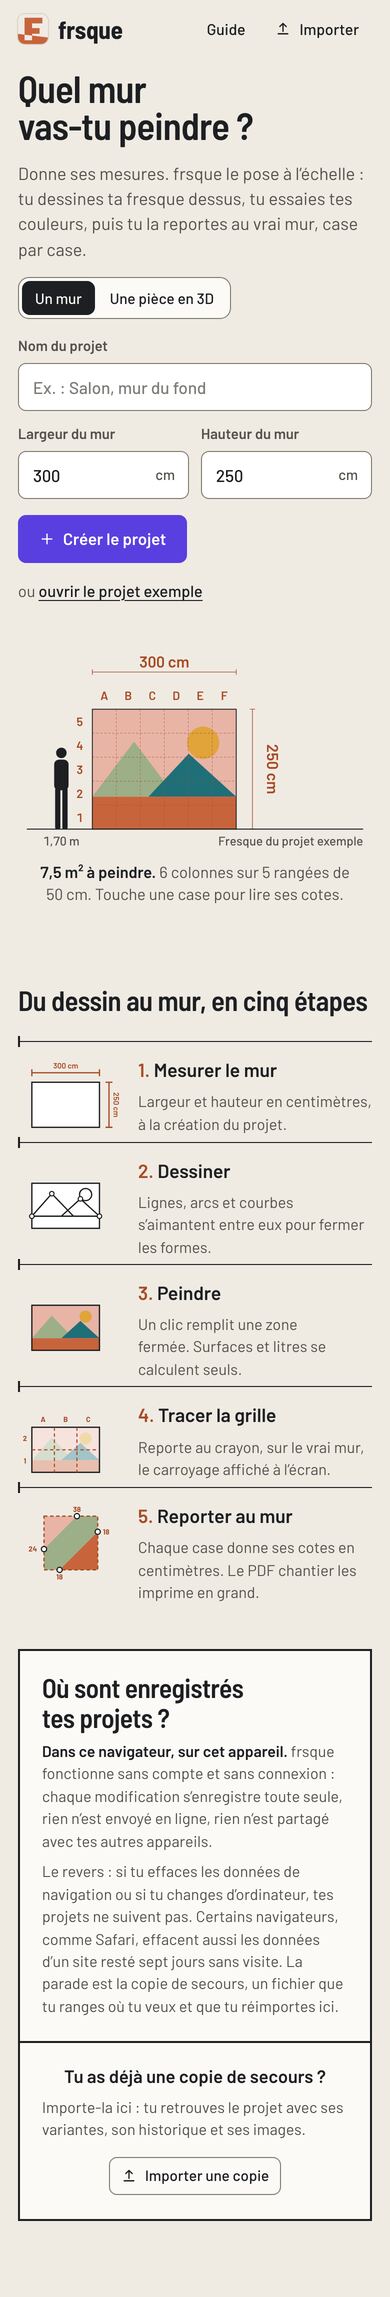 frsque
Guide
Importer
Quel mur
vas-tu peindre ?
Donne ses mesures. frsque le pose à l’échelle :
tu dessines ta fresque dessus, tu essaies tes
couleurs, puis tu la reportes au vrai mur, case
par case.
Un mur
Une pièce en 3D
Nom du projet
Ex. : Salon, mur du fond
Largeur du mur
Hauteur du mur
300 cm
250 cm
+ Créer le projet
ou ouvrir le projet exemple
300 cm
A B C D E F
5
4
3
2
1
250 cm
1,70 m
Fresque du projet exemple
7,5 m² à peindre. 6 colonnes sur 5 rangées de
50 cm. Touche une case pour lire ses cotes.
Du dessin au mur, en cinq étapes
300 cm
250 cm
1. Mesurer le mur
Largeur et hauteur en centimètres,
à la création du projet.
2. Dessiner
Lignes, arcs et courbes
s’aimantent entre eux pour fermer
les formes.
3. Peindre
Un clic remplit une zone
fermée. Surfaces et litres se
calculent seuls.
A B C
2
1
4. Tracer la grille
Reporte au crayon, sur le vrai mur,
le carroyage affiché à l’écran.
38
18
24
18
5. Reporter au mur
Chaque case donne ses cotes en
centimètres. Le PDF chantier les
imprime en grand.
Où sont enregistrés
tes projets ?
Dans ce navigateur, sur cet appareil. frsque
fonctionne sans compte et sans connexion :
chaque modification s’enregistre toute seule,
rien n’est envoyé en ligne, rien n’est partagé
avec tes autres appareils.
Le revers : si tu effaces les données de
navigation ou si tu changes d’ordinateur, tes
projets ne suivent pas. Certains navigateurs,
comme Safari, effacent aussi les données
d’un site resté sept jours sans visite. La
parade est la copie de secours, un fichier que
tu ranges où tu veux et que tu réimportes ici.
Tu as déjà une copie de secours ?
Importe-la ici : tu retrouves le projet avec ses
variantes, son historique et ses images.
Importer une copie